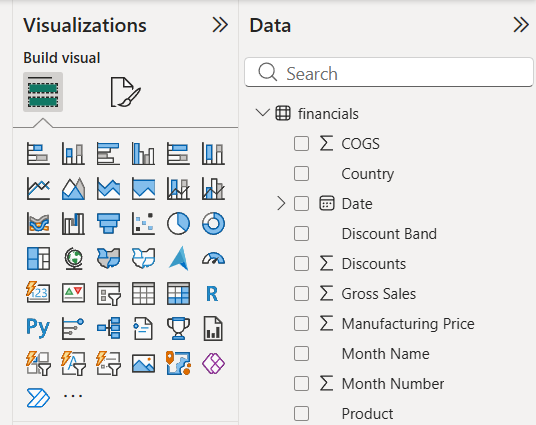 Visualizations
Build visual
123
R
Py
...
Data
Search
financials
Σ COGS
Country
Date
Discount Band
Σ Discounts
Σ Gross Sales
Σ Manufacturing Price
Month Name
Σ Month Number
Product